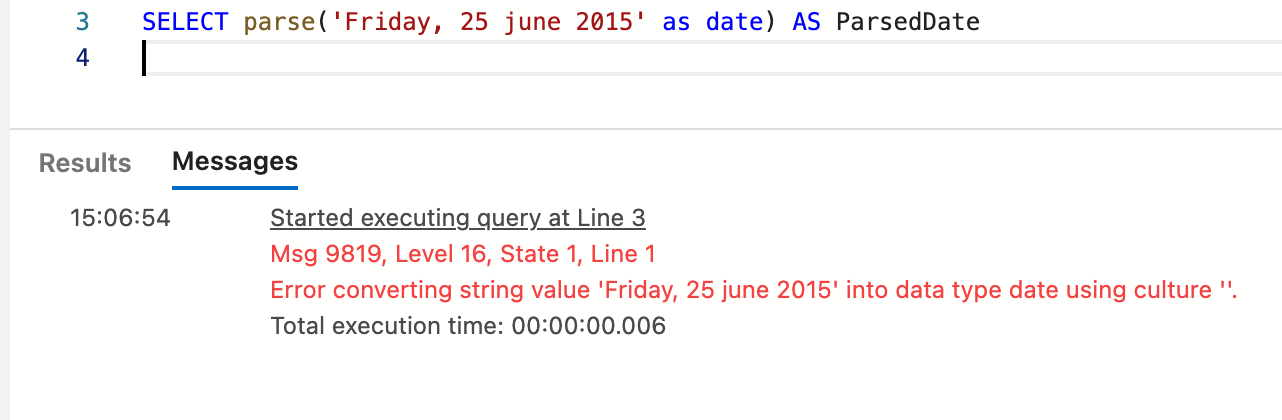 3 SELECT parse('Friday, 25 june 2015' as date) AS ParsedDate
4
Results Messages
15:06:54 Started executing query at Line 3
Msg 9819, Level 16, State 1, Line 1
Error converting string value 'Friday, 25 june 2015' into data type date using culture ''.
Total execution time: 00:00:00.006